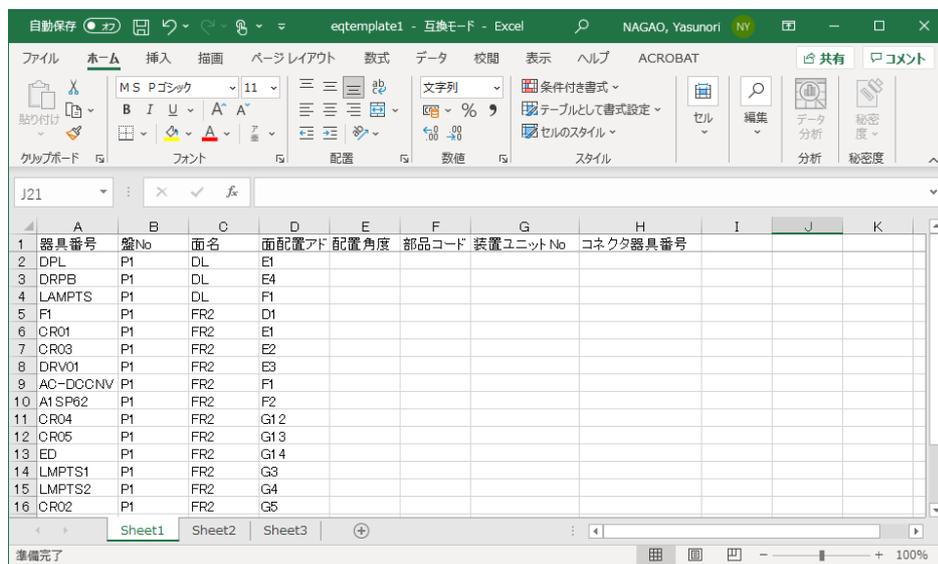 自動保存 オフ eqtemplate1 - 互換モード - Excel NAGAO, Yasunori NY
ファイル ホーム 挿入 描画 ページ レイアウト 数式 データ 校閲 表示 ヘルプ ACROBAT 共有 コメント
貼り付け MS Pゴシック 11 B I U A A ab 文字列 % 条件付き書式 テーブルとして書式設定 セルのスタイル セル 編集 データ分析 秘密度
クリップボード フォント 配置 数値 スタイル 分析 秘密度
J21 fx
A B C D E F G H I J K
1 器具番号 盤No 面名 面配置アド 配置角度 部品コード 装置ユニットNo コネクタ器具番号
2 DPL P1 DL E1
3 DRPB P1 DL E4
4 LAMPTS P1 DL F1
5 F1 P1 FR2 D1
6 CR01 P1 FR2 E1
7 CR03 P1 FR2 E2
8 DRV01 P1 FR2 E3
9 AC-DCCNV P1 FR2 F1
10 A1SP62 P1 FR2 F2
11 CR04 P1 FR2 G12
12 CR05 P1 FR2 G13
13 ED P1 FR2 G14
14 LMPTS1 P1 FR2 G3
15 LMPTS2 P1 FR2 G4
16 CR02 P1 FR2 G5
Sheet1 Sheet2 Sheet3
準備完了 100%